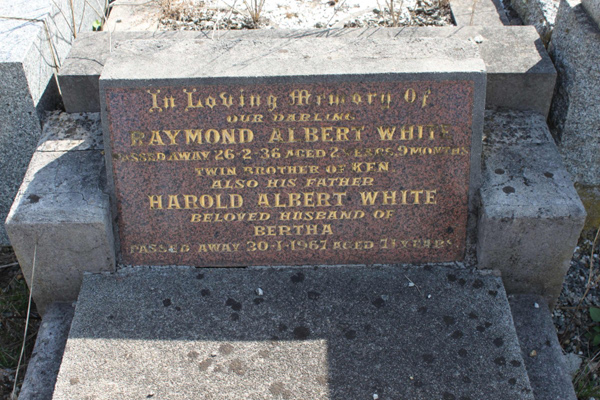 In Loving Memory Of
OUR DARLING
RAYMOND ALBERT WHITE
PASSED AWAY 26-2-36 AGED 2 YEARS, 9 MONTHS
TWIN BROTHER OF KEN
ALSO HIS FATHER
HAROLD ALBERT WHITE
BELOVED HUSBAND OF
BERTHA
PASSED AWAY 30-1-1967 AGED 71 YEARS